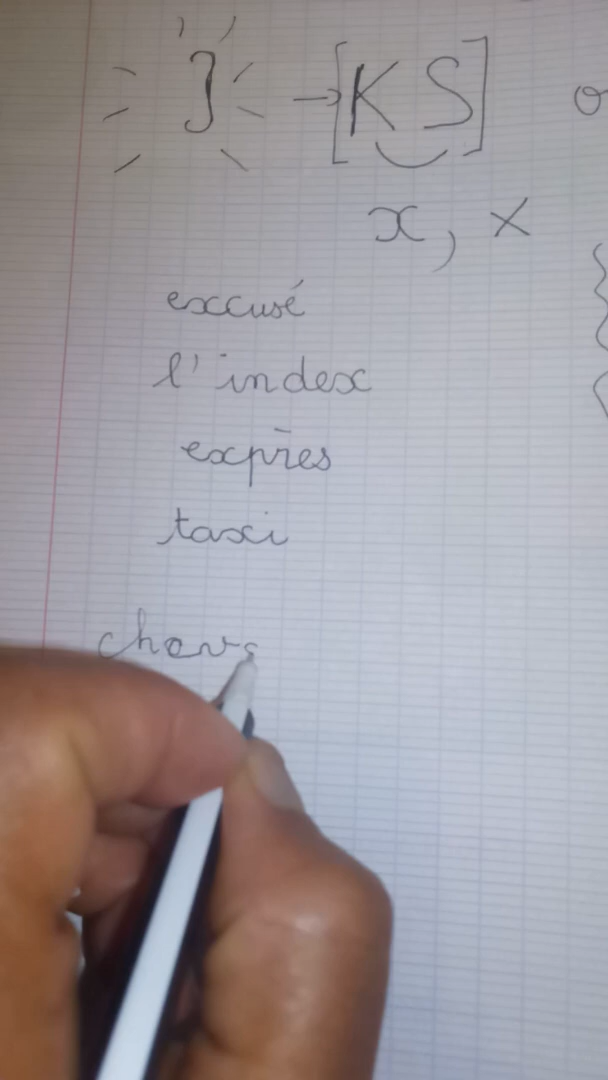 ] → [KS] o
x, x
excusé
l'index
exprès
taxi